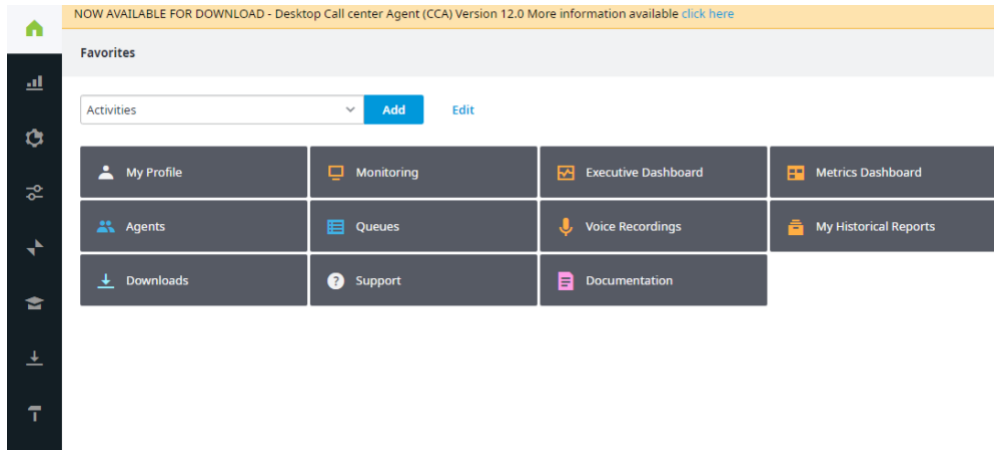 NOW AVAILABLE FOR DOWNLOAD - Desktop Call center Agent (CCA) Version 12.0 More information available click here
Favorites
Activities Add Edit
My Profile Monitoring Executive Dashboard Metrics Dashboard
Agents Queues Voice Recordings My Historical Reports
Downloads Support Documentation